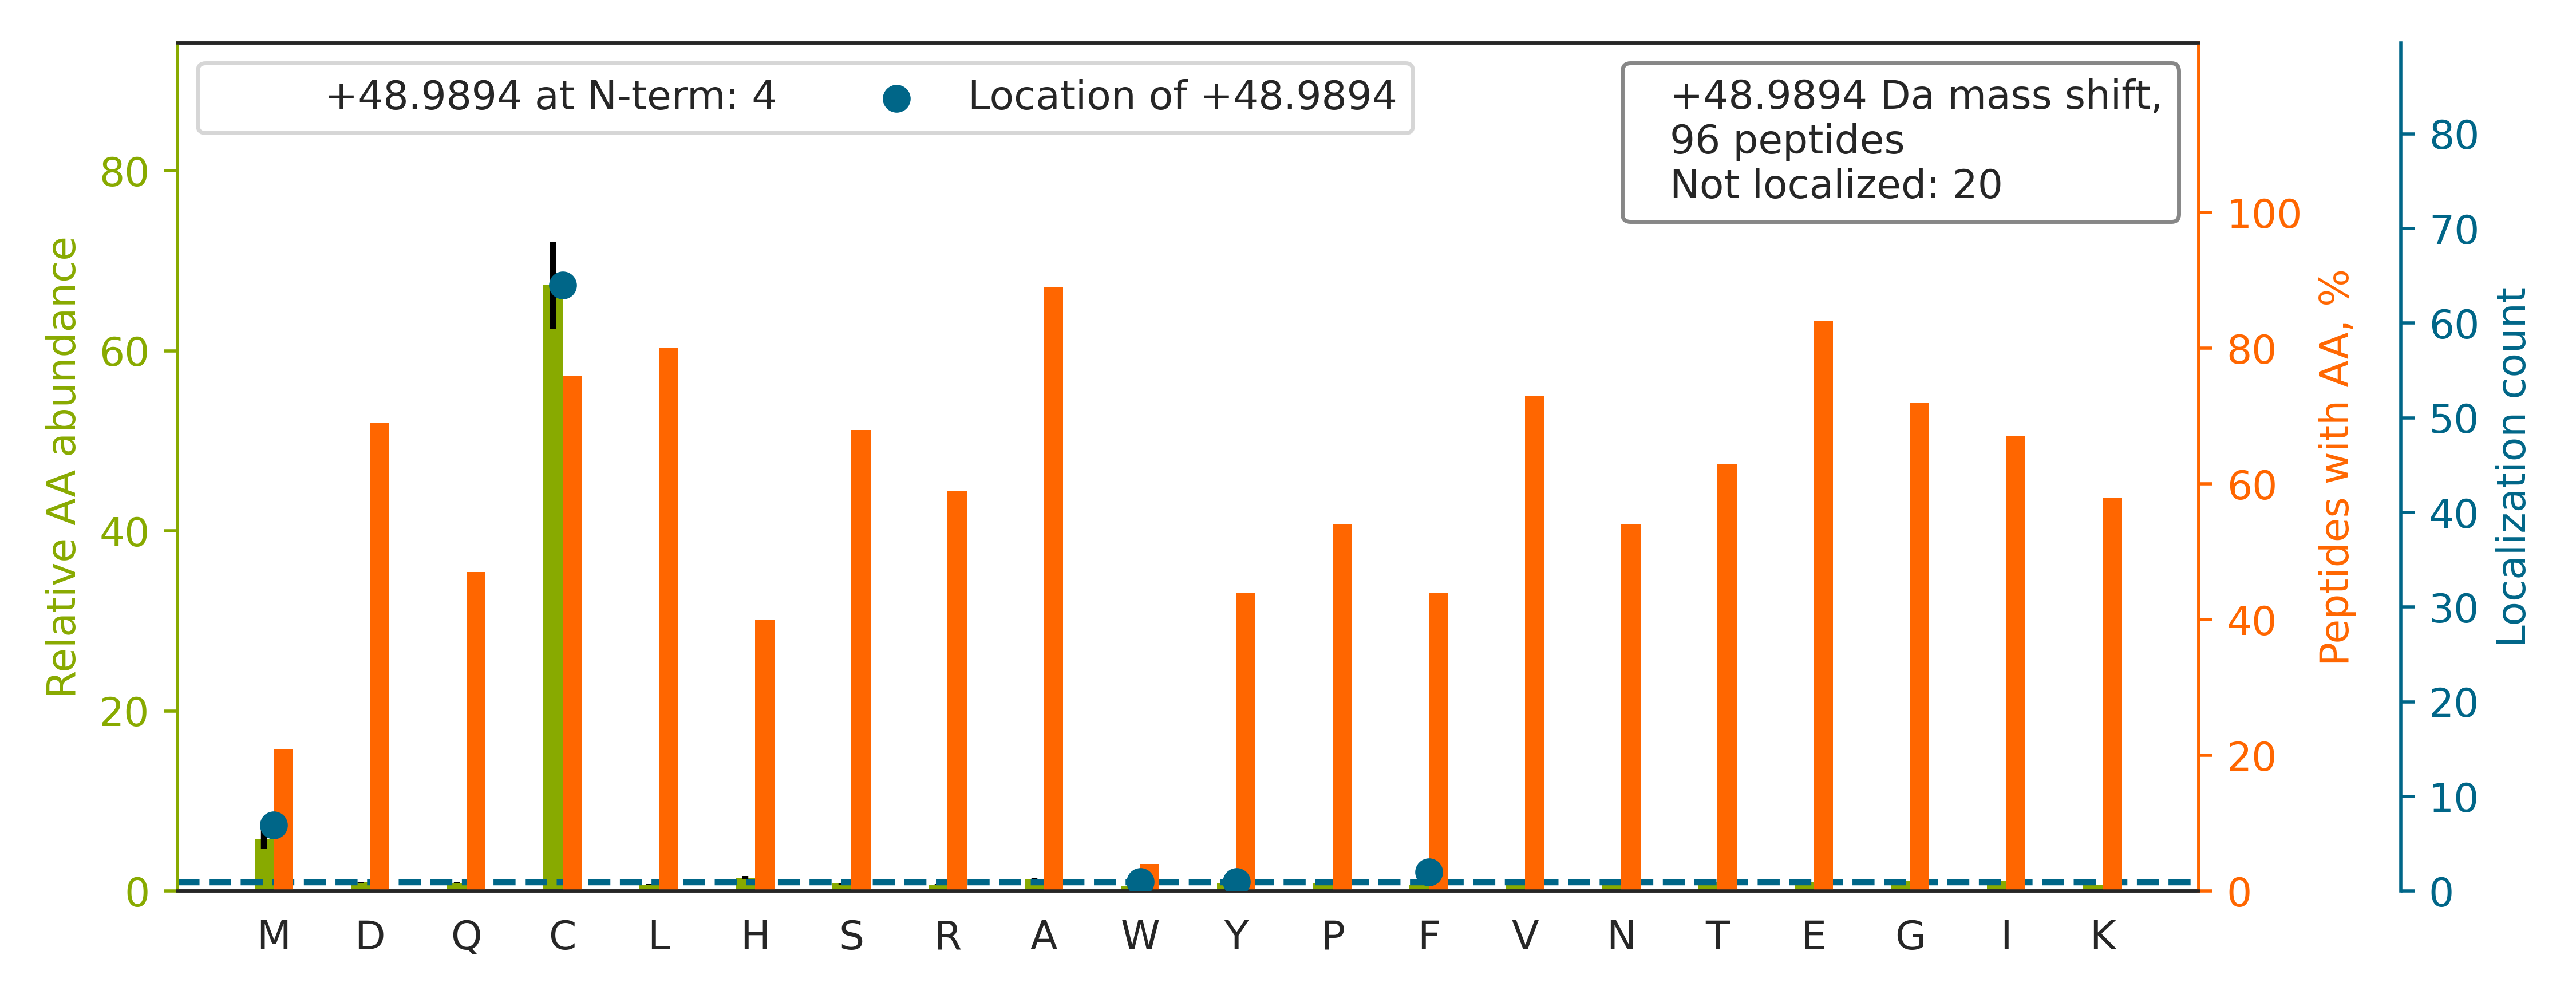 +48.9894 at N-term: 4
Location of +48.9894
+48.9894 Da mass shift,
96 peptides
Not localized: 20
Relative AA abundance
80
60
40
20
0
M D Q C L H S R A W Y P F V N T E G I K
100
80
60
40
20
0
Peptides with AA, %
80
70
60
50
40
30
20
10
0
Localization count